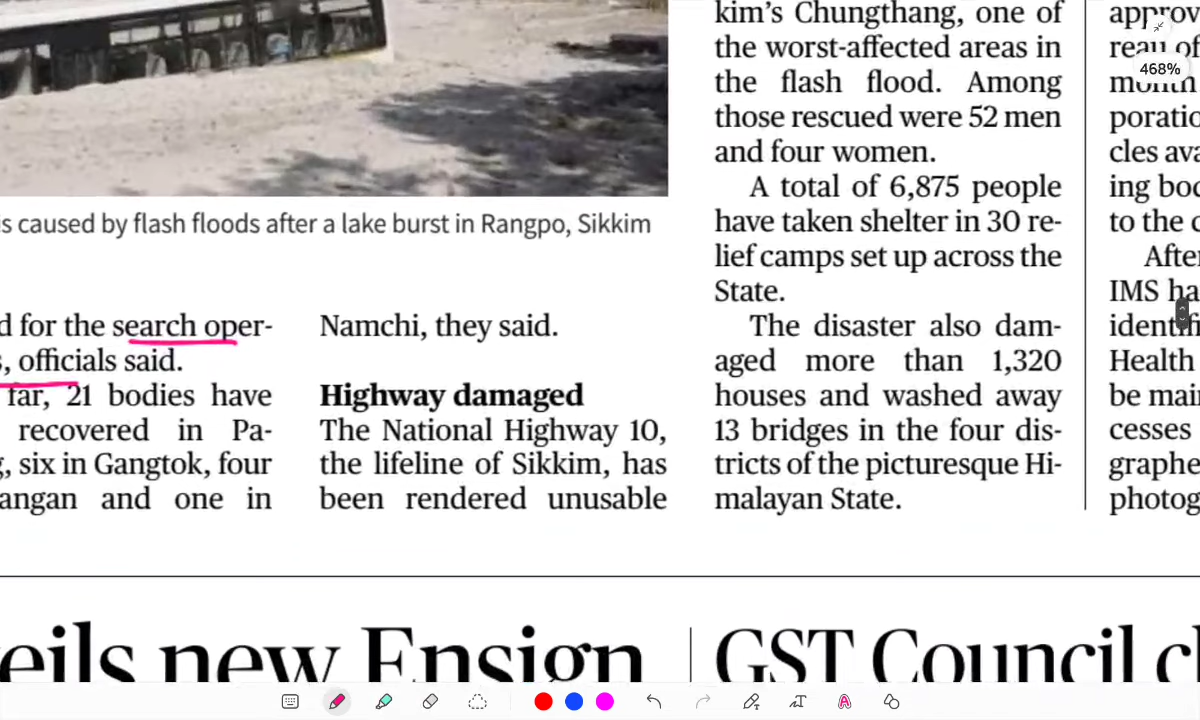 is caused by flash floods after a lake burst in Rangpo, Sikkim
d for the search oper-
s, officials said.
far, 21 bodies have
recovered in Pa-
g, six in Gangtok, four
angan and one in
Namchi, they said.
Highway damaged
The National Highway 10,
the lifeline of Sikkim, has
been rendered unusable
kim's Chungthang, one of
the worst-affected areas in
the flash flood. Among
those rescued were 52 men
and four women.
A total of 6,875 people
have taken shelter in 30 re-
lief camps set up across the
State.
The disaster also dam-
aged more than 1,320
houses and washed away
13 bridges in the four dis-
tricts of the picturesque Hi-
malayan State.
approv
reau of
468%
month
poratio
cles ava
ing bod
to the c
After
IMS ha
identifi
Health
be mai
cesses
graphe
photog
eils new Ensign
GST Council cl